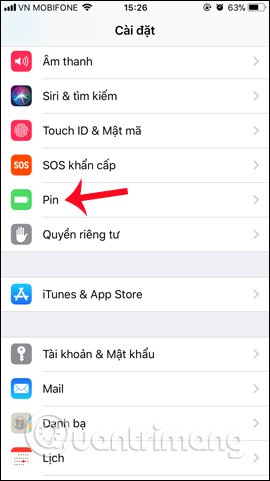 VN MOBIFONE 15:26 63%
Cài đặt
Âm thanh
Siri & tìm kiếm
Touch ID & Mật mã
SOS SOS khẩn cấp
Pin
Quyền riêng tư
iTunes & App Store
Tài khoản & Mật khẩu
Mail
Danh bạ
Quantrimang
Lịch